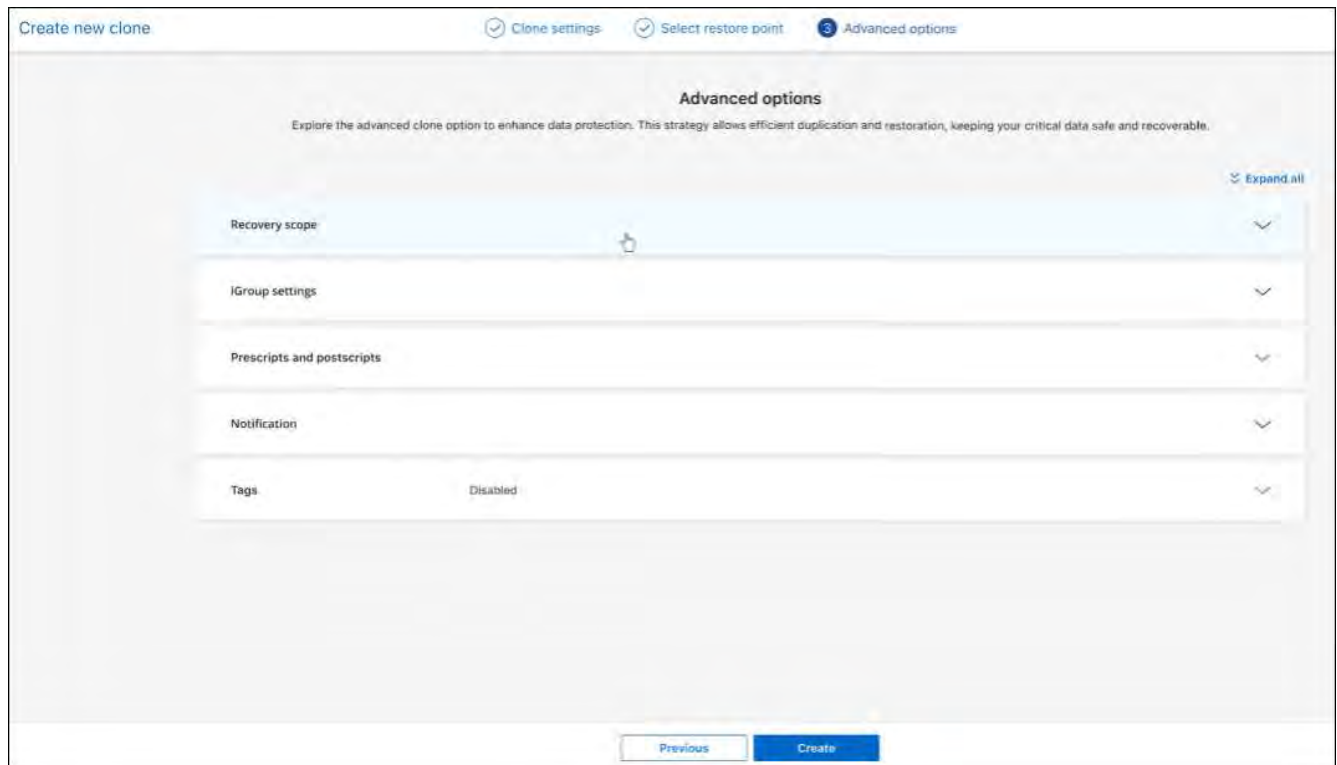 Create new clone
Clone settings
Select restore point
3 Advanced options
Advanced options
Explore the advanced clone option to enhance data protection. This strategy allows efficient duplication and restoration, keeping your critical data safe and recoverable.
Expand all
Recovery scope
iGroup settings
Prescripts and postscripts
Notification
Tags Disabled
Previous Create